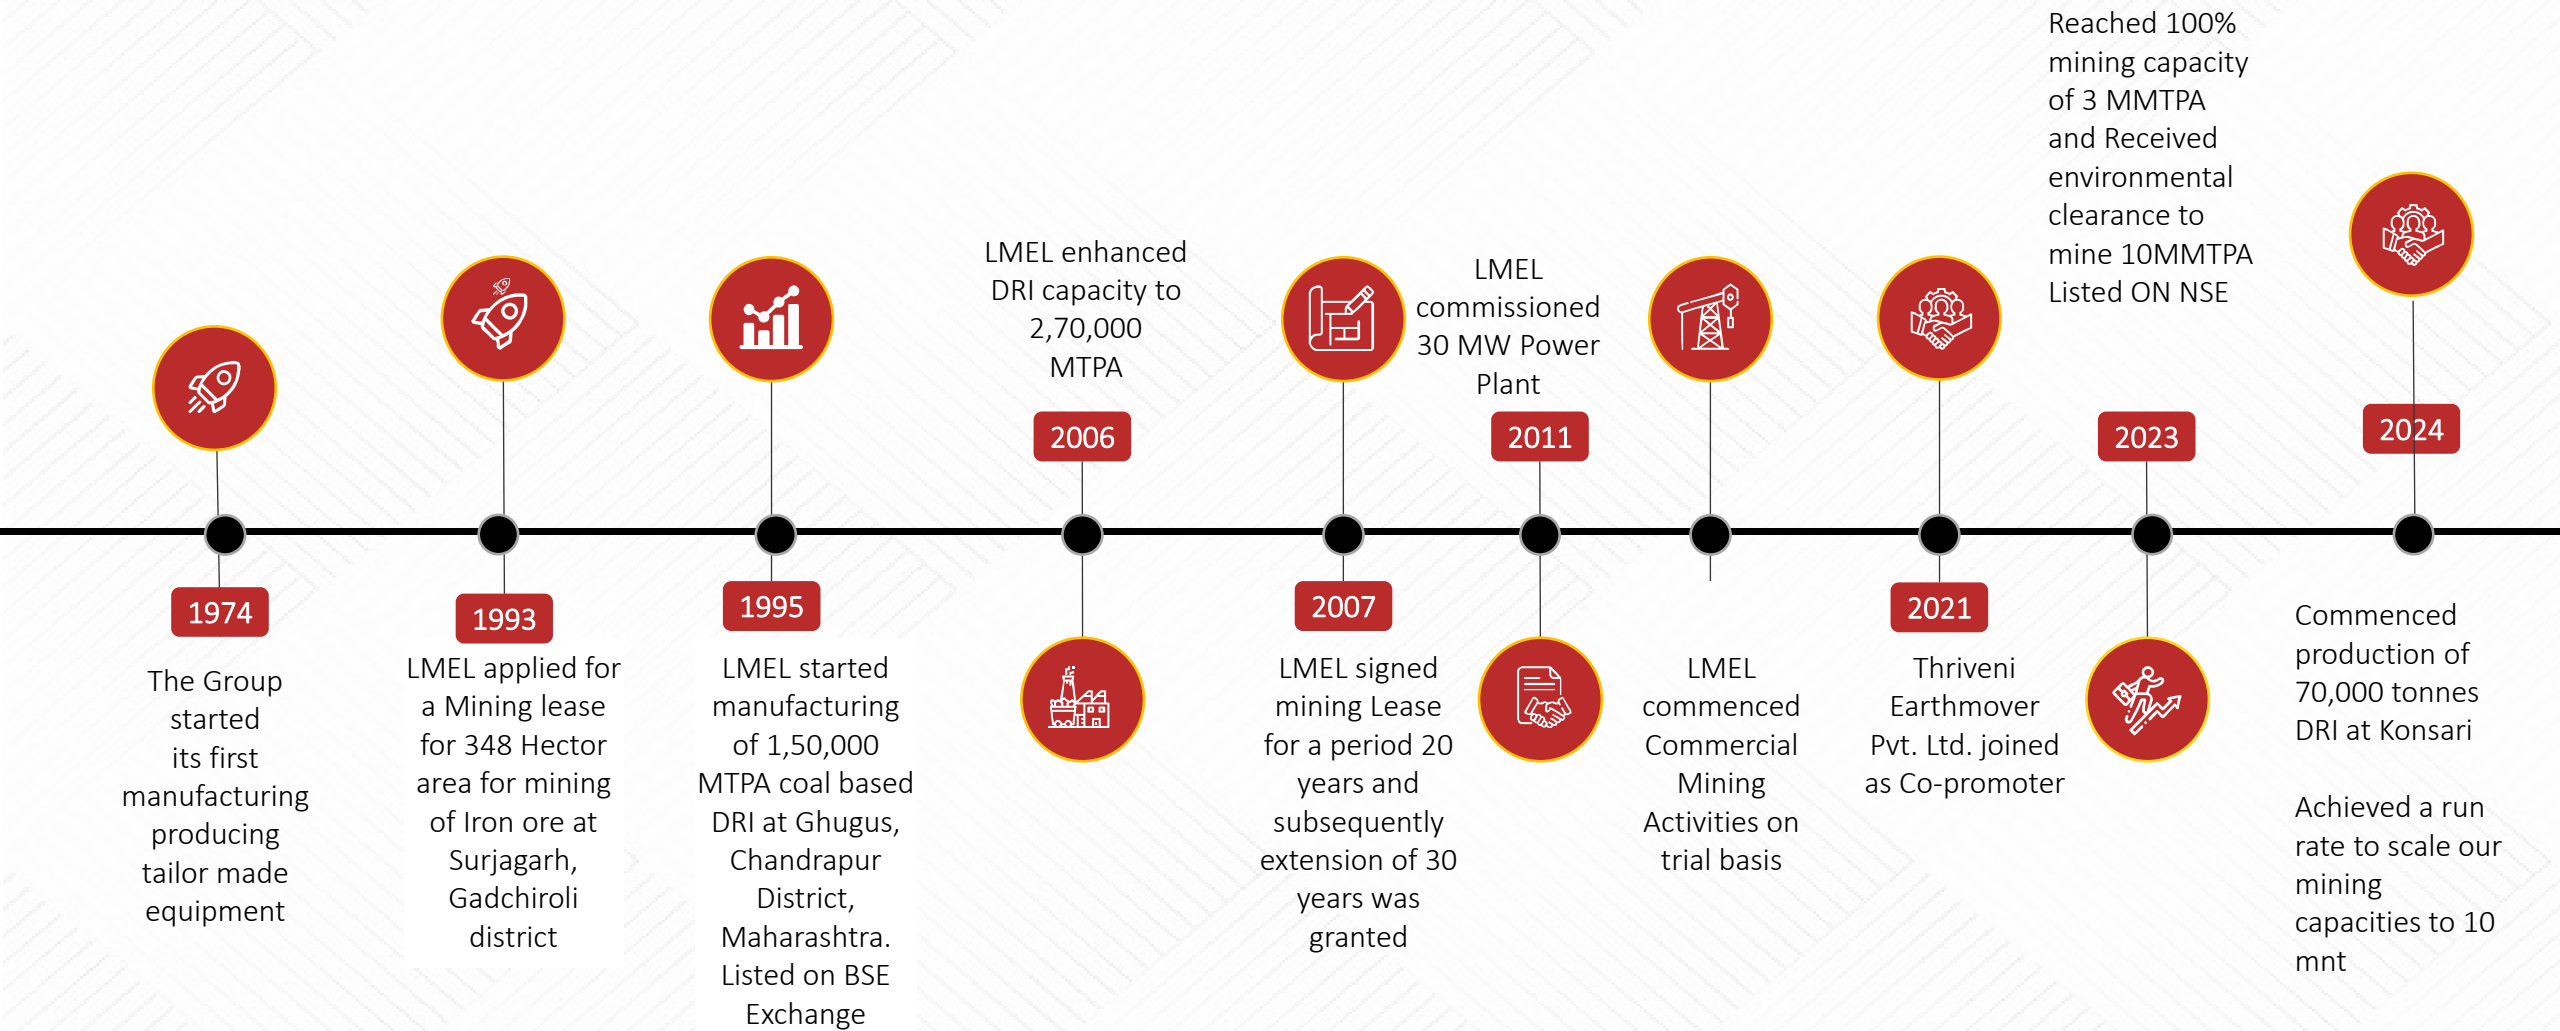 1974
The Group
started
its first
manufacturing
producing
tailor made
equipment
1993
LMEL applied for
a Mining lease
for 348 Hector
area for mining
of Iron ore at
Surjagarh,
Gadchiroli
district
1995
LMEL started
manufacturing
of 1,50,000
MTPA coal based
DRI at Ghugus,
Chandrapur
District,
Maharashtra.
Listed on BSE
Exchange
LMEL enhanced
DRI capacity to
2,70,000
MTPA
2006
2007
LMEL signed
mining Lease
for a period 20
years and
subsequently
extension of 30
years was
granted
LMEL
commissioned
30 MW Power
Plant
2011
LMEL
commenced
Commercial
Mining
Activities on
trial basis
2021
Thriveni
Earthmover
Pvt. Ltd. joined
as Co-promoter
Reached 100%
mining capacity
of 3 MMTPA
and Received
environmental
clearance to
mine 10MMTPA
Listed ON NSE
2023
2024
Commenced
production of
70,000 tonnes
DRI at Konsari
Achieved a run
rate to scale our
mining
capacities to 10
mnt